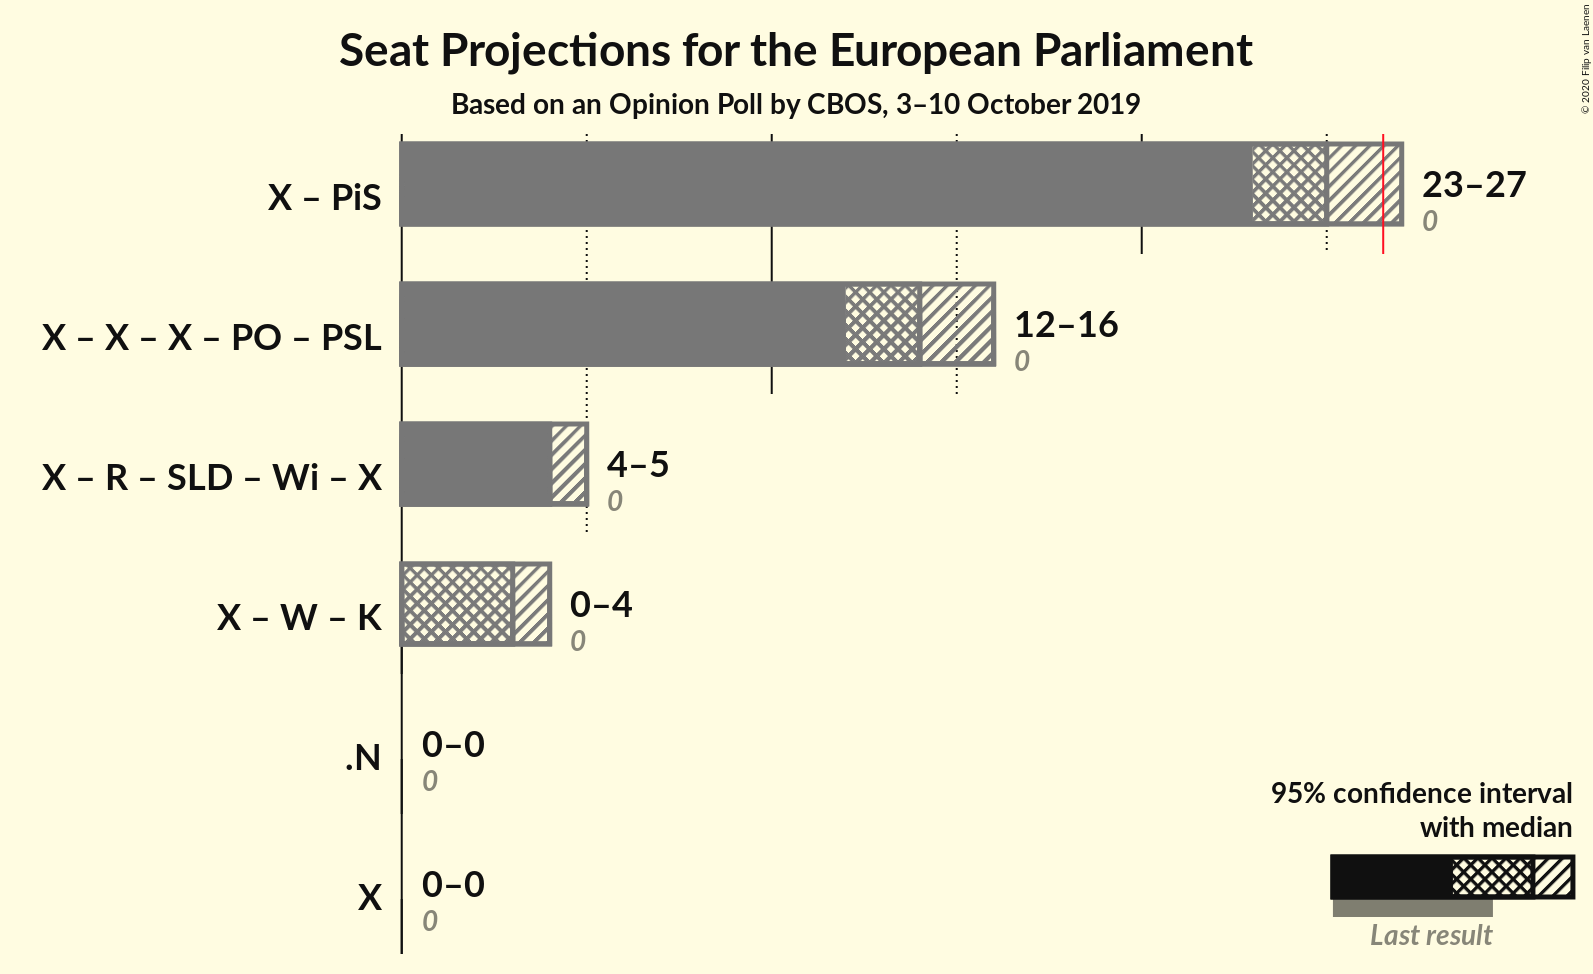 Seat Projections for the European Parliament
Based on an Opinion Poll by CBOS, 3–10 October 2019
© 2020 Filip van Laenen
X – PiS
23–27
0
X – X – X – PO – PSL
12–16
0
X – R – SLD – Wi – X
4–5
0
X – W – K
0–4
0
.N
0–0
0
X
0–0
0
95% confidence interval
with median
Last result